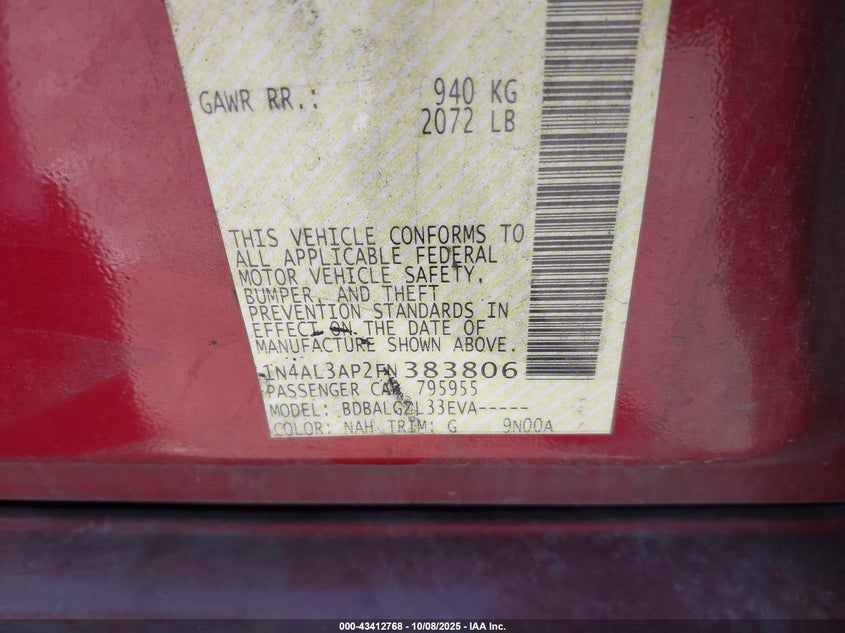 GAWR RR.: 940 KG
2072 LB
THIS VEHICLE CONFORMS TO
ALL APPLICABLE FEDERAL
MOTOR VEHICLE SAFETY,
BUMPER, AND THEFT
PREVENTION STANDARDS IN
EFFECT ON THE DATE OF
MANUFACTURE SHOWN ABOVE.
1N4AL3AP2FN383806
PASSENGER CAR 795955
MODEL: BDBALGZL33EVA-----
COLOR: NAH TRIM: G 9N00A
000-43412768 - 10/08/2025 - IAA Inc.